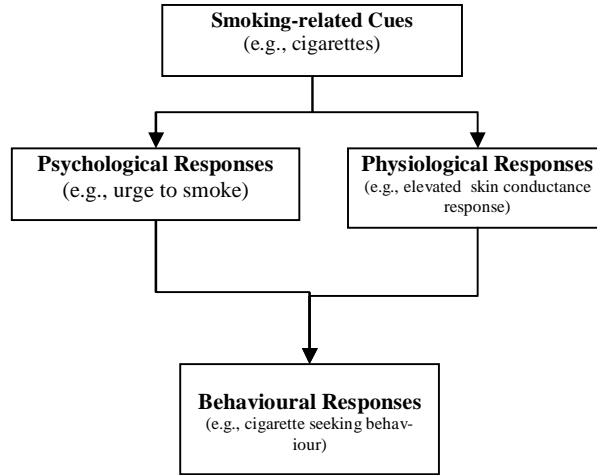 Smoking-related Cues
(e.g., cigarettes)
Psychological Responses
(e.g., urge to smoke)
Physiological Responses
(e.g., elevated skin conductance
response)
Behavioural Responses
(e.g., cigarette seeking behav-
iour)